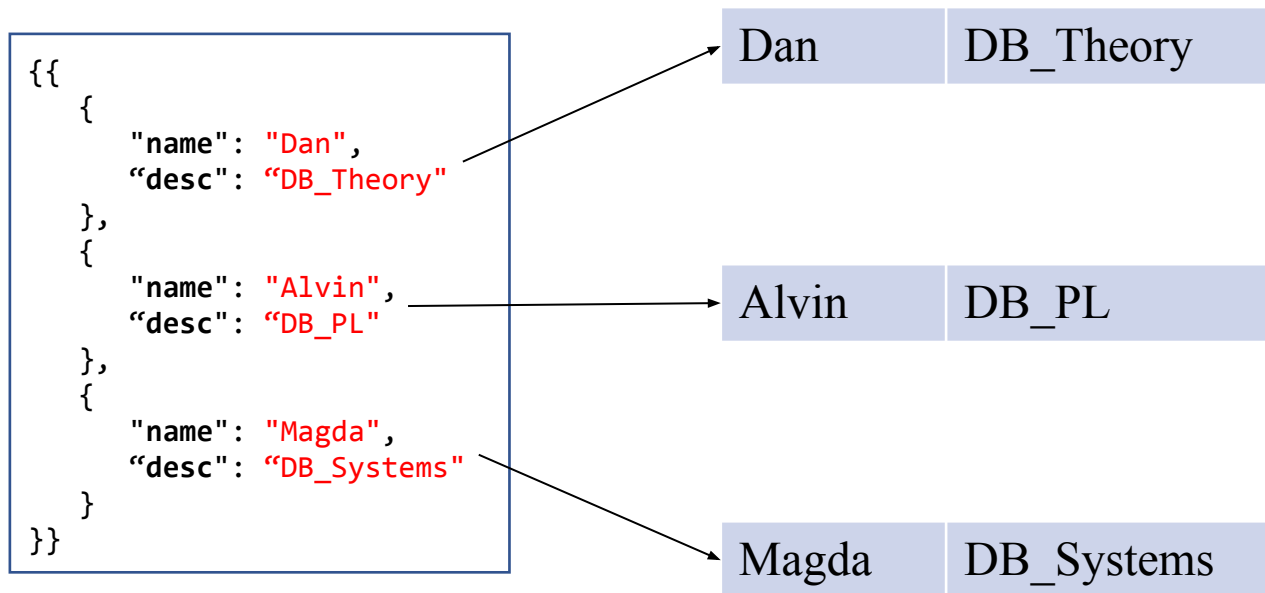 {{
{
"name": "Dan",
“desc": “DB_Theory"
},
{
"name": "Alvin",
“desc": “DB_PL"
},
{
"name": "Magda",
“desc": “DB_Systems"
}
}}
Dan DB_Theory
Alvin DB_PL
Magda DB_Systems